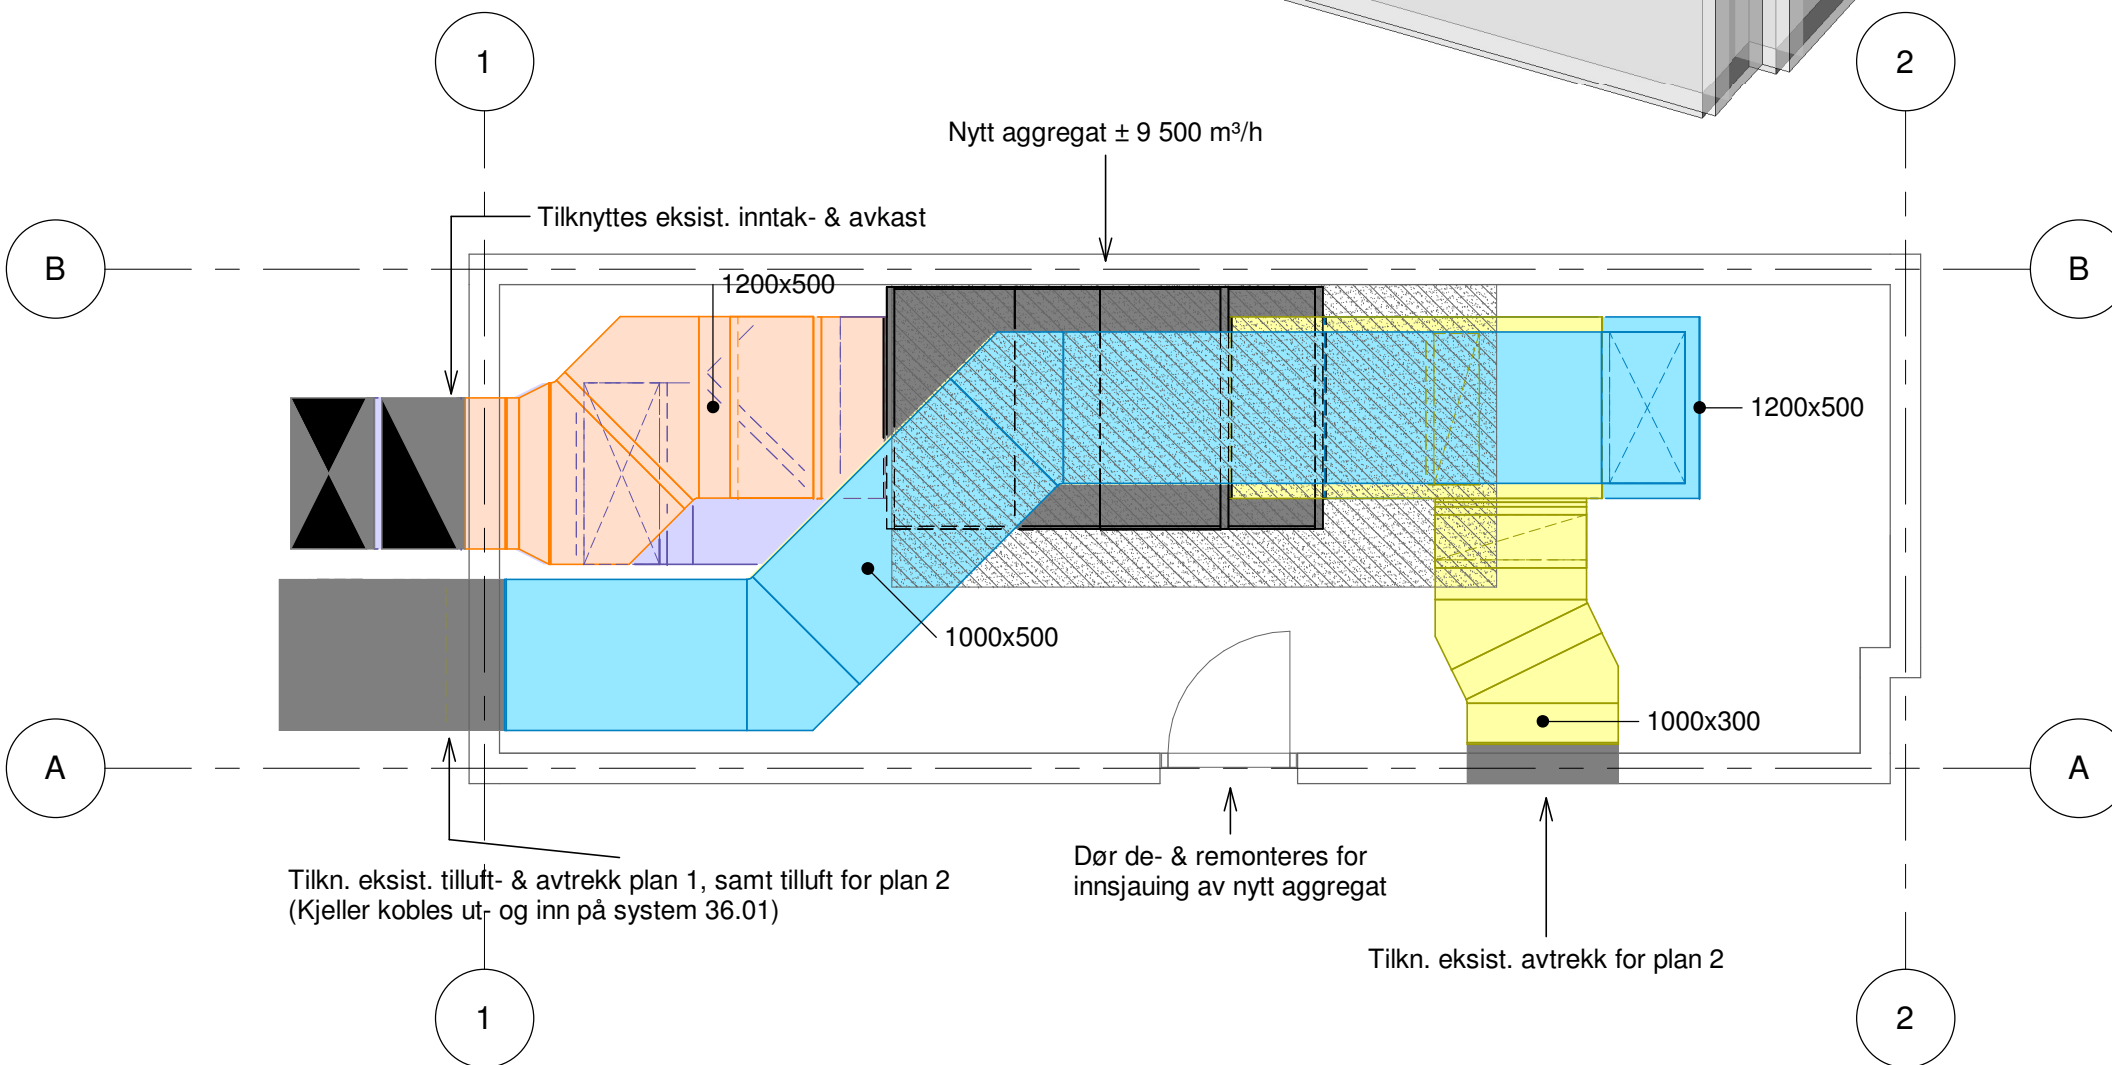 1
2
Nytt aggregat ± 9 500 m³/h
Tilknyttes eksist. inntak- & avkast
B
B
1200x500
1200x500
1000x500
1000x300
A
A
Dør de- & remonteres for
innsjauing av nytt aggregat
Tilkn. eksist. tilluft- & avtrekk plan 1, samt tilluft for plan 2
(Kjeller kobles ut- og inn på system 36.01)
Tilkn. eksist. avtrekk for plan 2
1
2